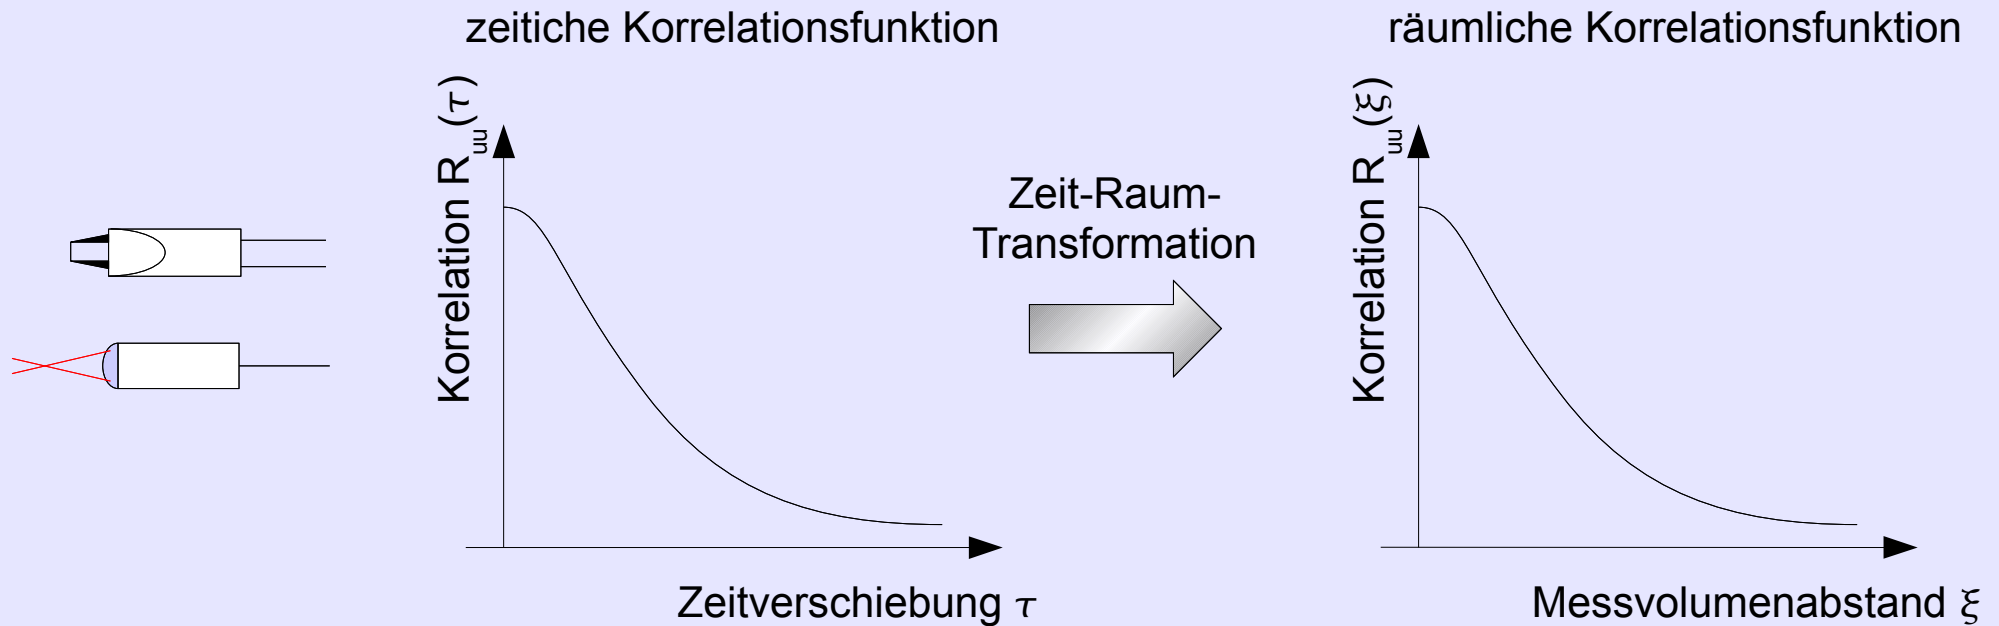 zeitiche Korrelationsfunktion
Korrelation R_uu(τ)
Zeitverschiebung τ
Zeit-Raum-
Transformation
räumliche Korrelationsfunktion
Korrelation R_uu(ξ)
Messvolumenabstand ξ